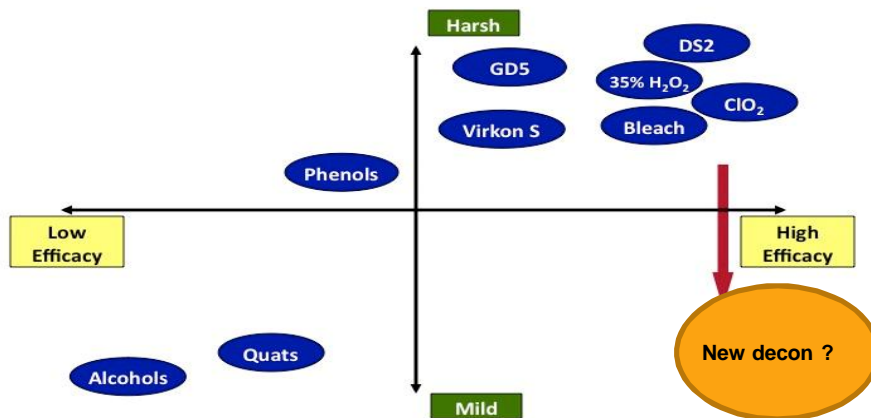 Harsh
DS2
GD5
35% H₂O₂
ClO₂
Virkon S
Bleach
Phenols
Low
Efficacy
High
Efficacy
New decon ?
Quats
Alcohols
Mild